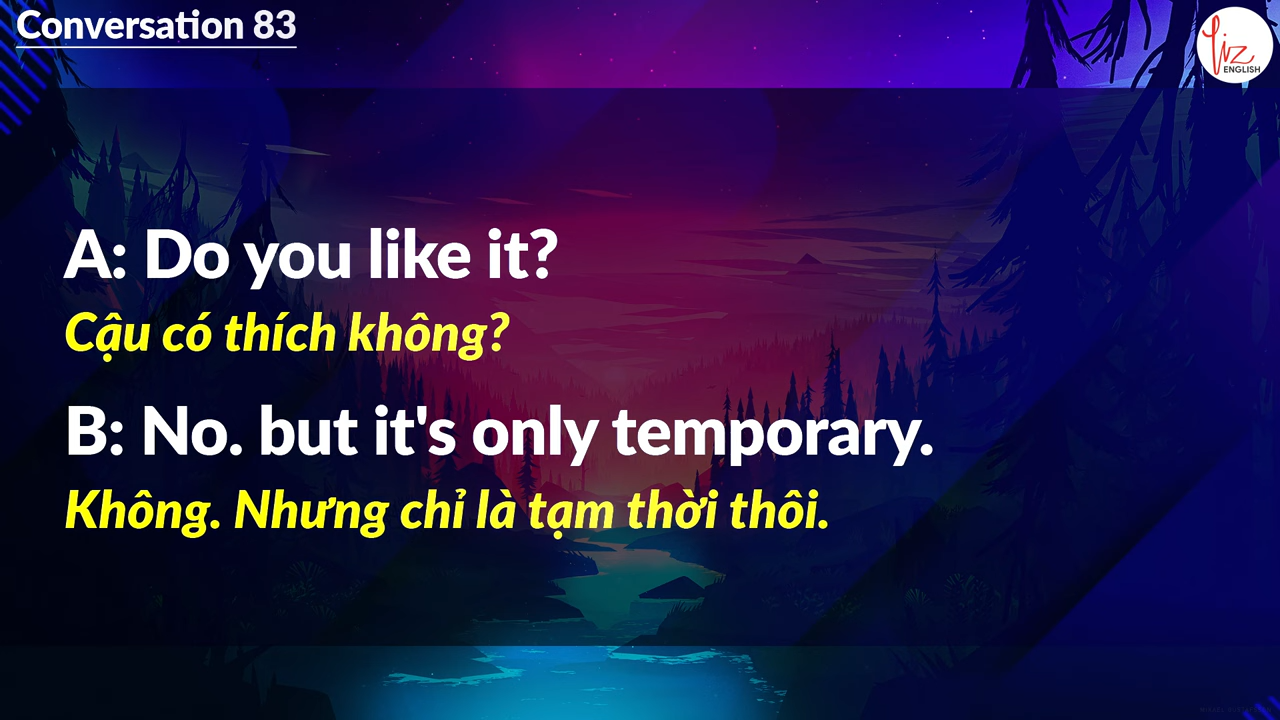 Conversation 83
Liz
ENGLISH
A: Do you like it?
Cậu có thích không?
B: No. but it's only temporary.
Không. Nhưng chỉ là tạm thời thôi.